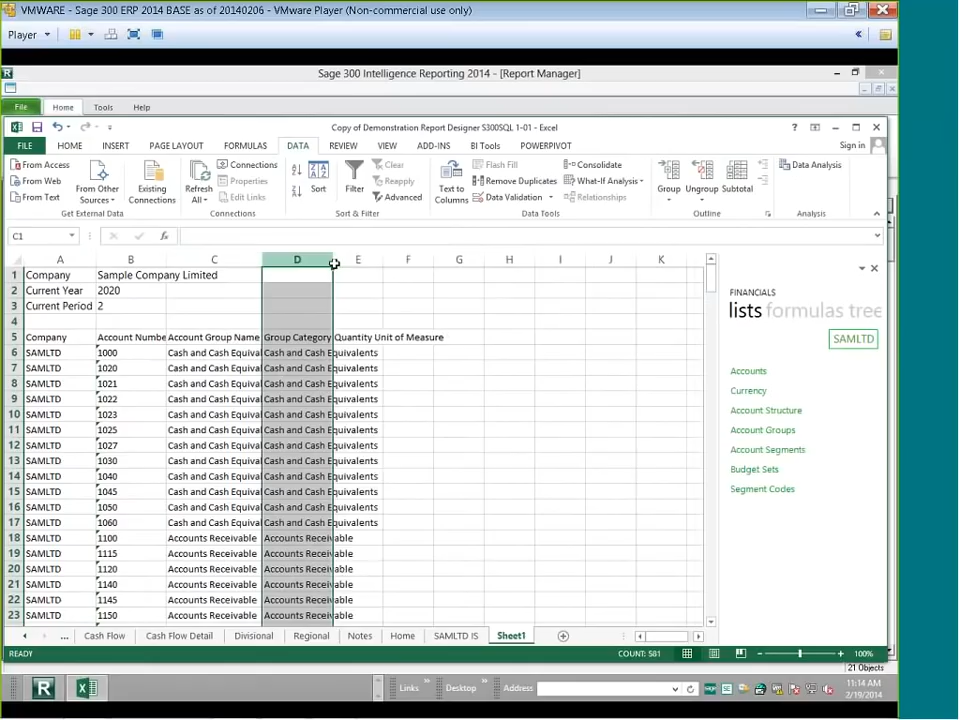 VMWARE - Sage 300 ERP 2014 BASE as of 20140206 - VMware Player (Non-commercial use only)
Player
Sage 300 Intelligence Reporting 2014 - [Report Manager]
File Home Tools Help
Copy of Demonstration Report Designer S300SQL 1-01 - Excel
FILE HOME INSERT PAGE LAYOUT FORMULAS DATA REVIEW VIEW ADD-INS BI Tools POWERPIVOT Sign in
From Access
From Web
From Text
From Other Sources
Existing Connections
Get External Data
Refresh All
Connections
Properties
Edit Links
Connections
Sort
Filter
Clear
Reapply
Advanced
Sort & Filter
Text to Columns
Flash Fill
Remove Duplicates
Data Validation
Consolidate
What-If Analysis
Relationships
Data Tools
Group
Ungroup
Subtotal
Outline
Data Analysis
Analysis
C1
A B C D E F G H I J K
1 Company Sample Company Limited
2 Current Year 2020
3 Current Period 2
4
5 Company Account Numbe Account Group Name Group Category Quantity Unit of Measure
6 SAMLTD 1000 Cash and Cash Equival Cash and Cash Equivalents
7 SAMLTD 1020 Cash and Cash Equival Cash and Cash Equivalents
8 SAMLTD 1021 Cash and Cash Equival Cash and Cash Equivalents
9 SAMLTD 1022 Cash and Cash Equival Cash and Cash Equivalents
10 SAMLTD 1023 Cash and Cash Equival Cash and Cash Equivalents
11 SAMLTD 1025 Cash and Cash Equival Cash and Cash Equivalents
12 SAMLTD 1027 Cash and Cash Equival Cash and Cash Equivalents
13 SAMLTD 1030 Cash and Cash Equival Cash and Cash Equivalents
14 SAMLTD 1040 Cash and Cash Equival Cash and Cash Equivalents
15 SAMLTD 1045 Cash and Cash Equival Cash and Cash Equivalents
16 SAMLTD 1050 Cash and Cash Equival Cash and Cash Equivalents
17 SAMLTD 1060 Cash and Cash Equival Cash and Cash Equivalents
18 SAMLTD 1100 Accounts Receivable Accounts Receivable
19 SAMLTD 1115 Accounts Receivable Accounts Receivable
20 SAMLTD 1120 Accounts Receivable Accounts Receivable
21 SAMLTD 1140 Accounts Receivable Accounts Receivable
22 SAMLTD 1145 Accounts Receivable Accounts Receivable
23 SAMLTD 1150 Accounts Receivable Accounts Receivable
FINANCIALS
lists formulas tree
SAMLTD
Accounts
Currency
Account Structure
Account Groups
Account Segments
Budget Sets
Segment Codes
... Cash Flow Cash Flow Detail Divisional Regional Notes Home SAMLTD IS Sheet1
READY COUNT: 581 100%
21 Objects
Links Desktop Address
11:14 AM
2/19/2014